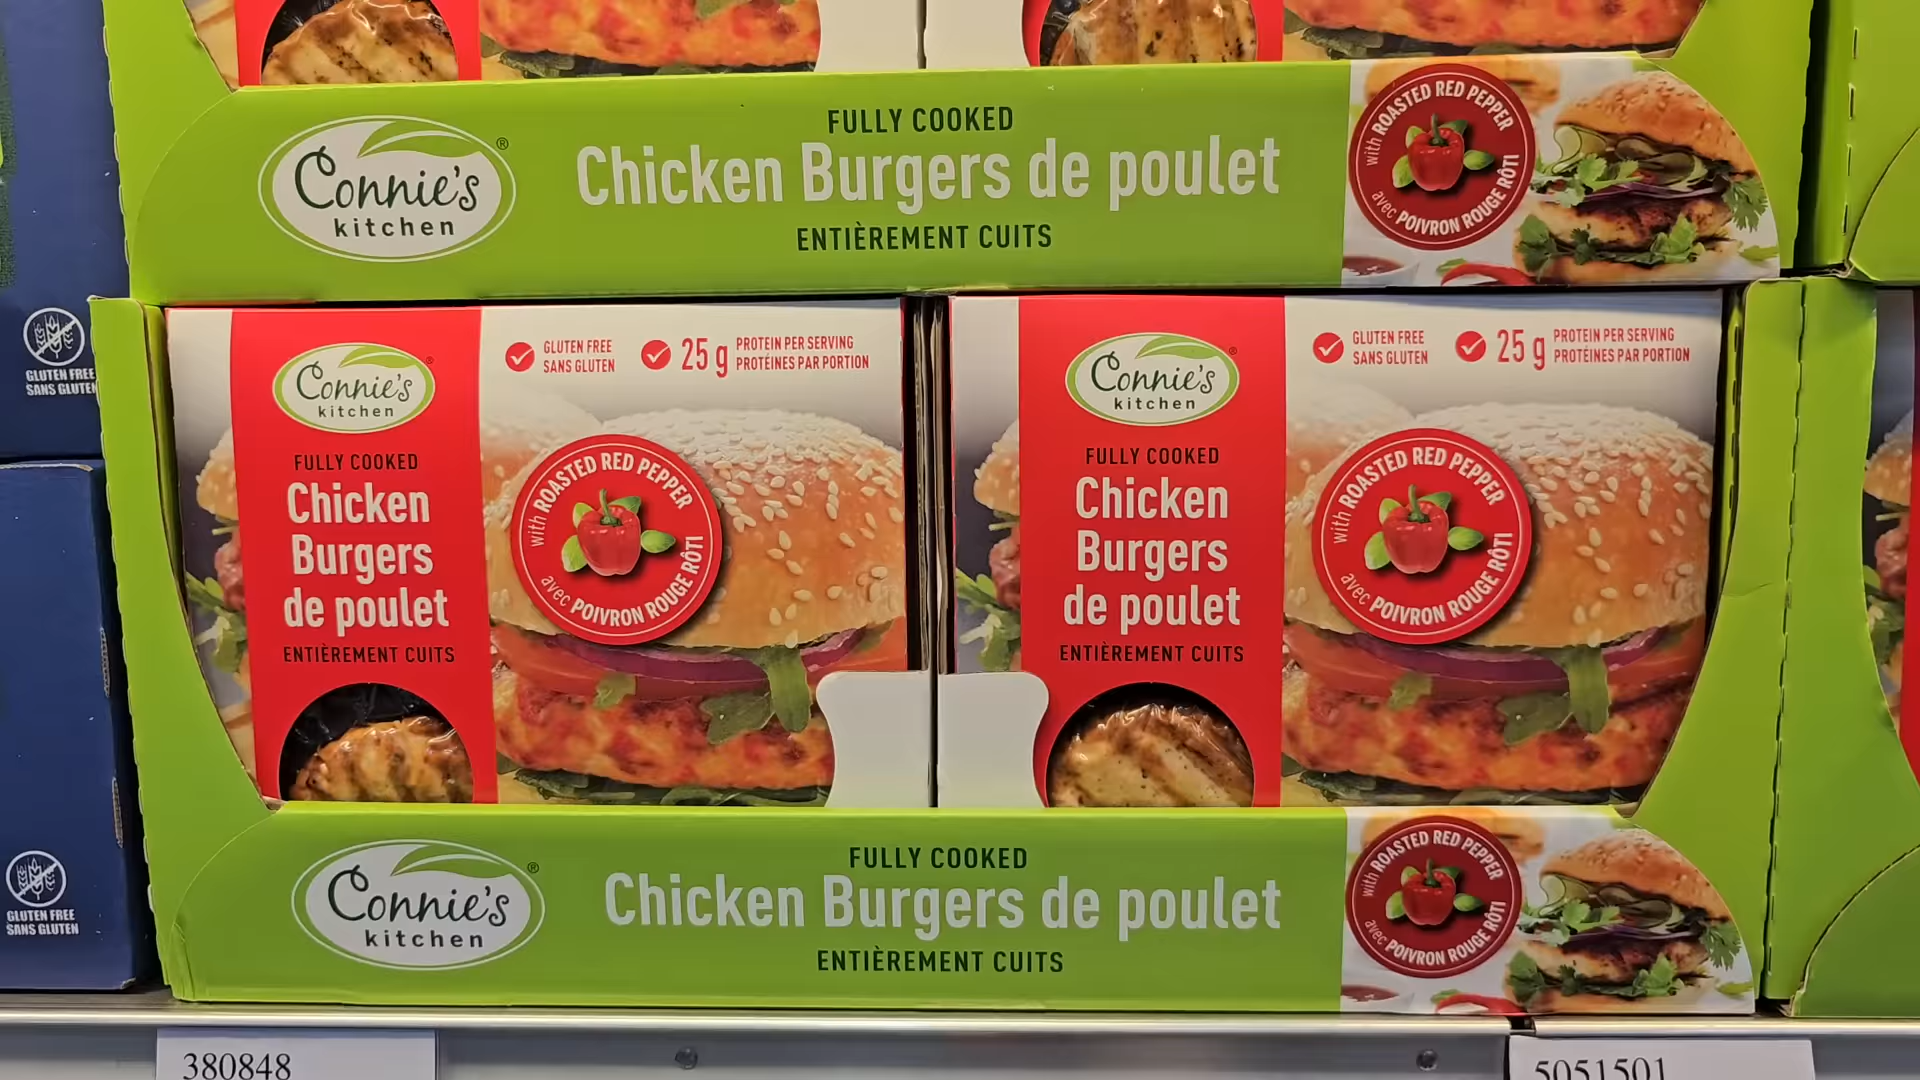 FULLY COOKED
Connie's
kitchen
®
Chicken Burgers de poulet
ENTIÈREMENT CUITS
with ROASTED RED PEPPER
avec POIVRON ROUGE RÔTI
Connie's
kitchen
®
GLUTEN FREE
SANS GLUTEN
25 g
PROTEIN PER SERVING
PROTÉINES PAR PORTION
FULLY COOKED
Chicken
Burgers
de poulet
ENTIÈREMENT CUITS
with ROASTED RED PEPPER
avec POIVRON ROUGE RÔTI
Connie's
kitchen
®
GLUTEN FREE
SANS GLUTEN
25 g
PROTEIN PER SERVING
PROTÉINES PAR PORTION
FULLY COOKED
Chicken
Burgers
de poulet
ENTIÈREMENT CUITS
with ROASTED RED PEPPER
avec POIVRON ROUGE RÔTI
GLUTEN FREE
SANS GLUTEN
GLUTEN FREE
SANS GLUTEN
FULLY COOKED
Connie's
kitchen
®
Chicken Burgers de poulet
ENTIÈREMENT CUITS
with ROASTED RED PEPPER
avec POIVRON ROUGE RÔTI
380848
5051501